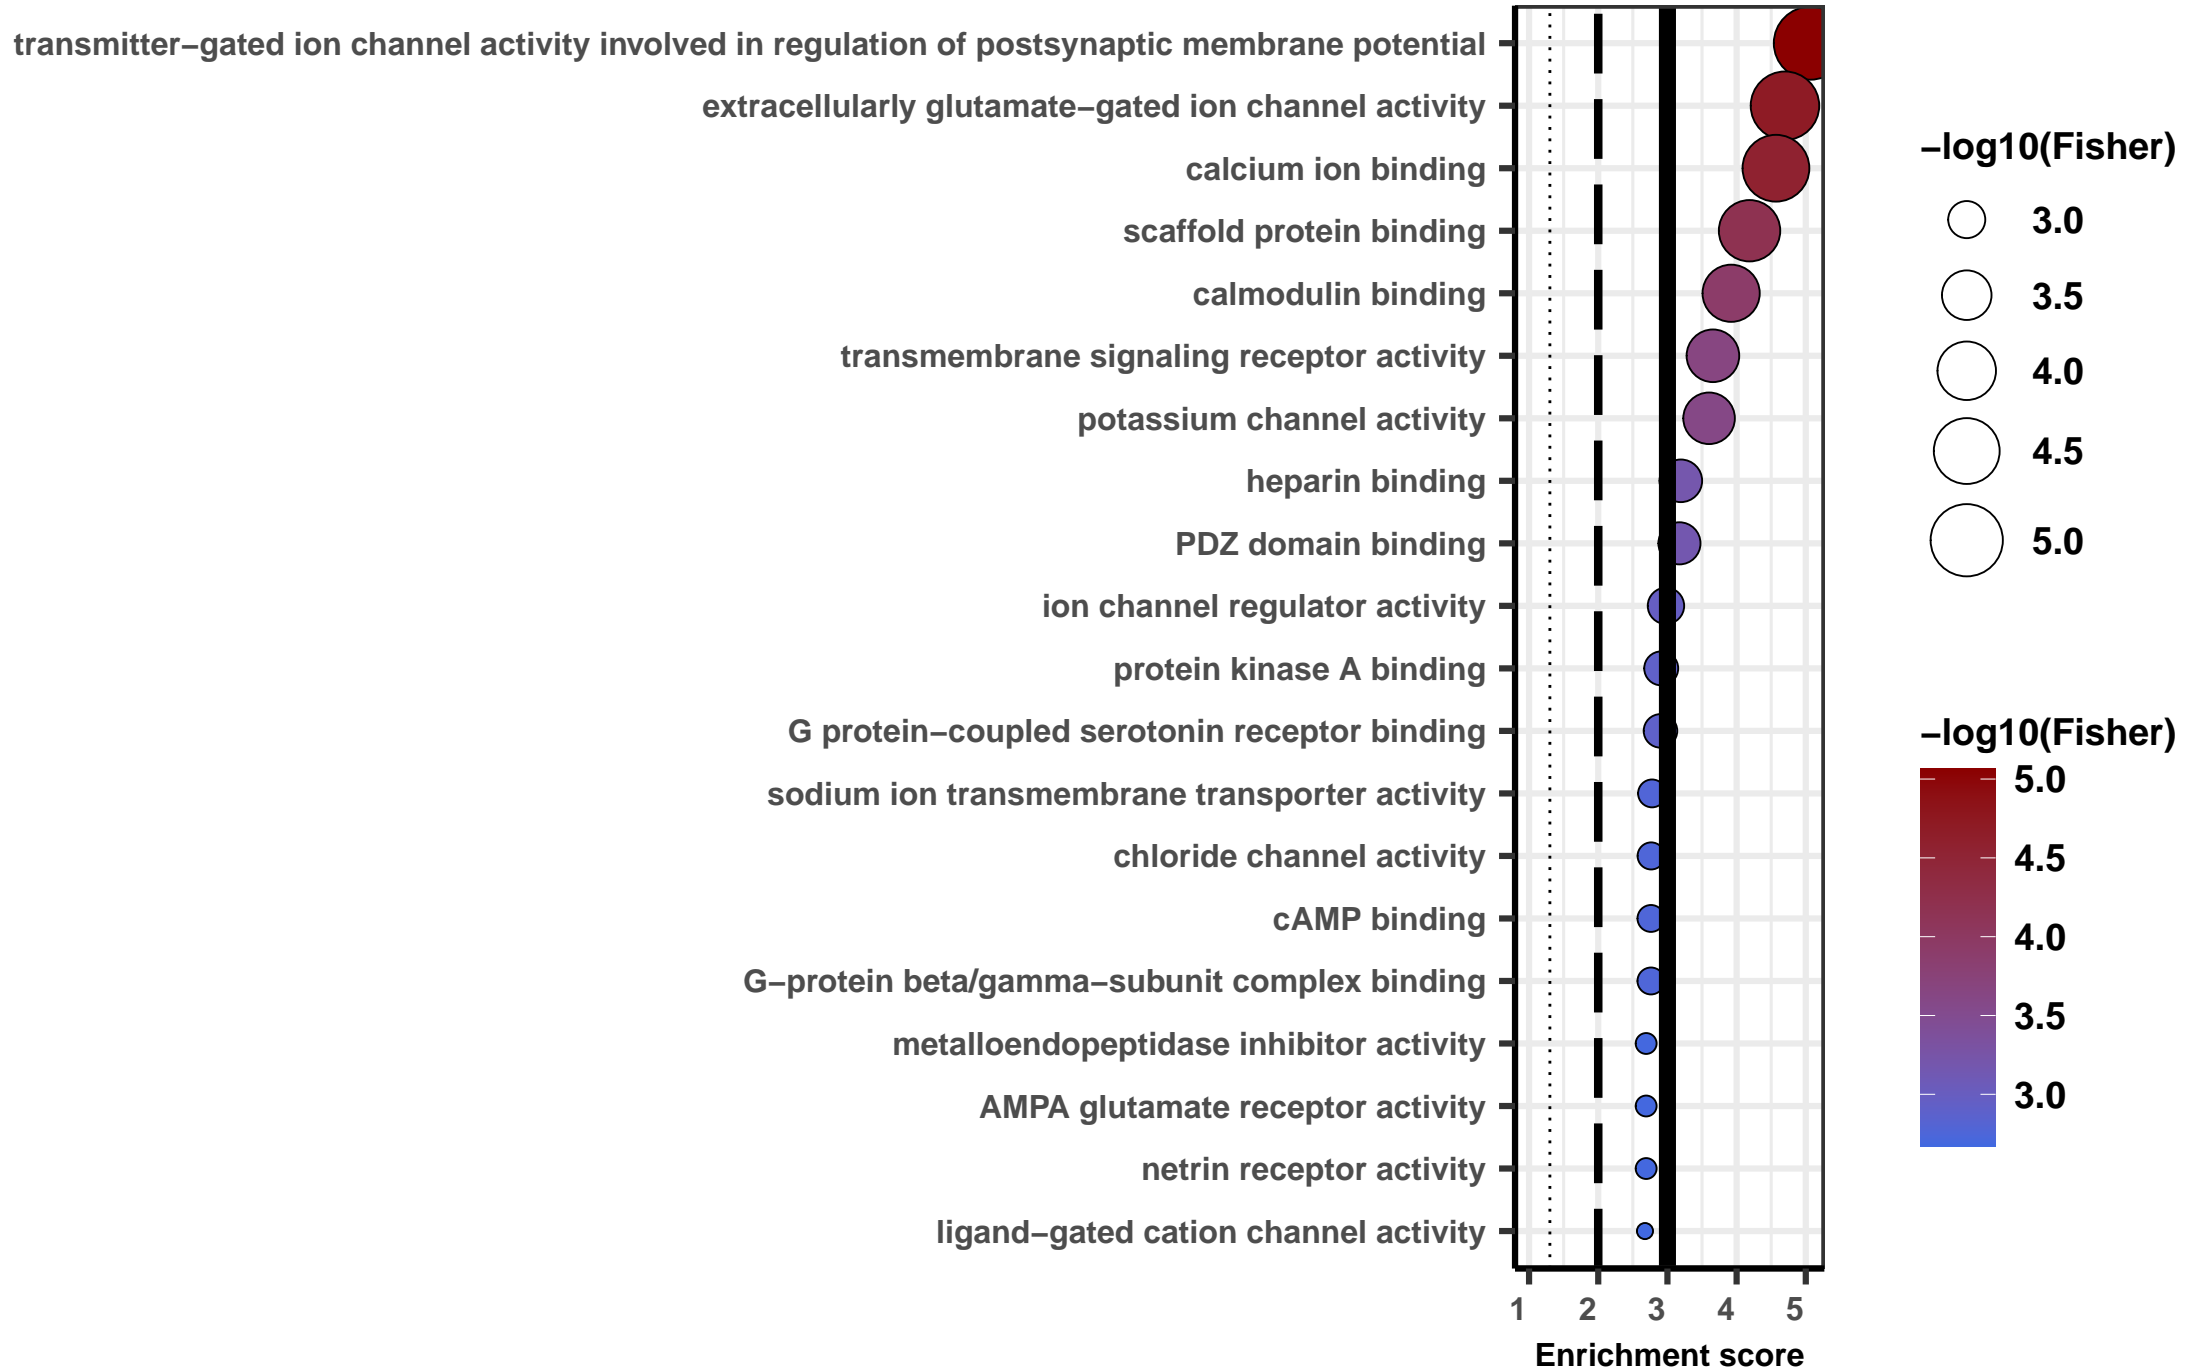 transmitter−gated ion channel activity involved in regulation of postsynaptic membrane potential
extracellularly glutamate−gated ion channel activity
calcium ion binding
scaffold protein binding
calmodulin binding
transmembrane signaling receptor activity
potassium channel activity
heparin binding
PDZ domain binding
ion channel regulator activity
protein kinase A binding
G protein−coupled serotonin receptor binding
sodium ion transmembrane transporter activity
chloride channel activity
cAMP binding
G−protein beta/gamma−subunit complex binding
metalloendopeptidase inhibitor activity
AMPA glutamate receptor activity
netrin receptor activity
ligand−gated cation channel activity
1 2 3 4 5
Enrichment score
−log10(Fisher)
3.0
3.5
4.0
4.5
5.0
−log10(Fisher)
5.0
4.5
4.0
3.5
3.0